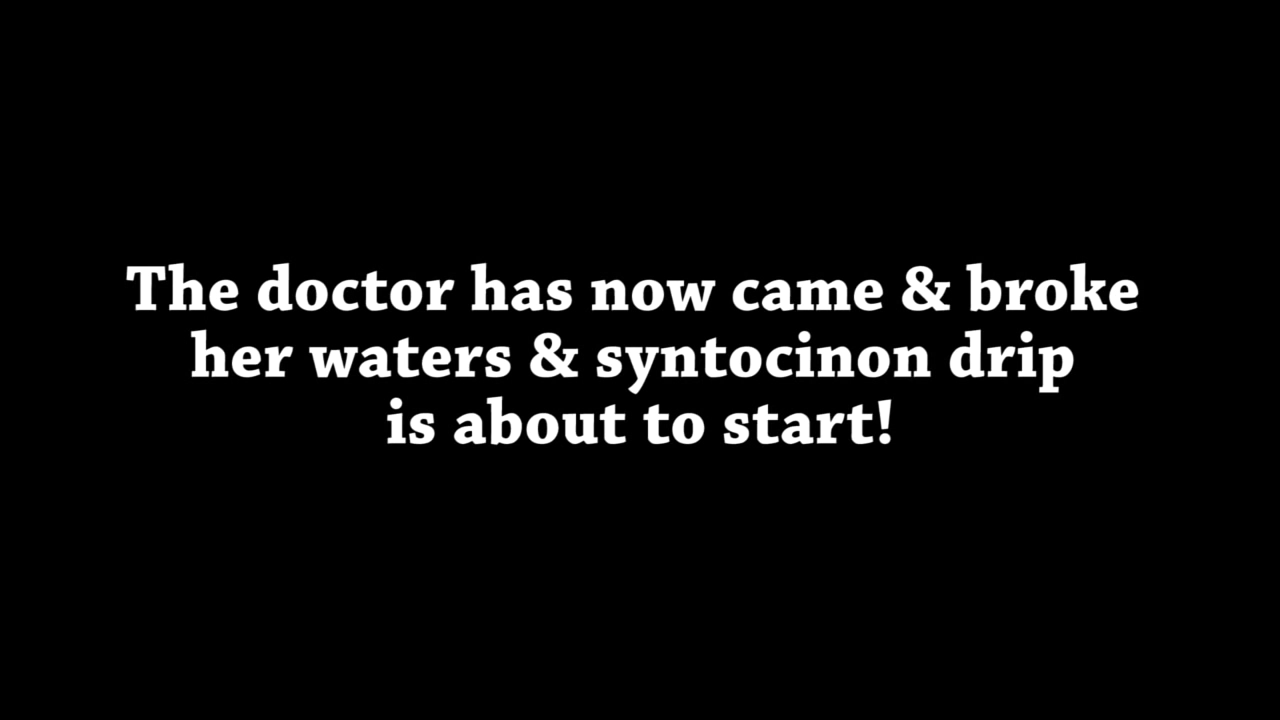 The doctor has now came & broke
her waters & syntocinon drip
is about to start!